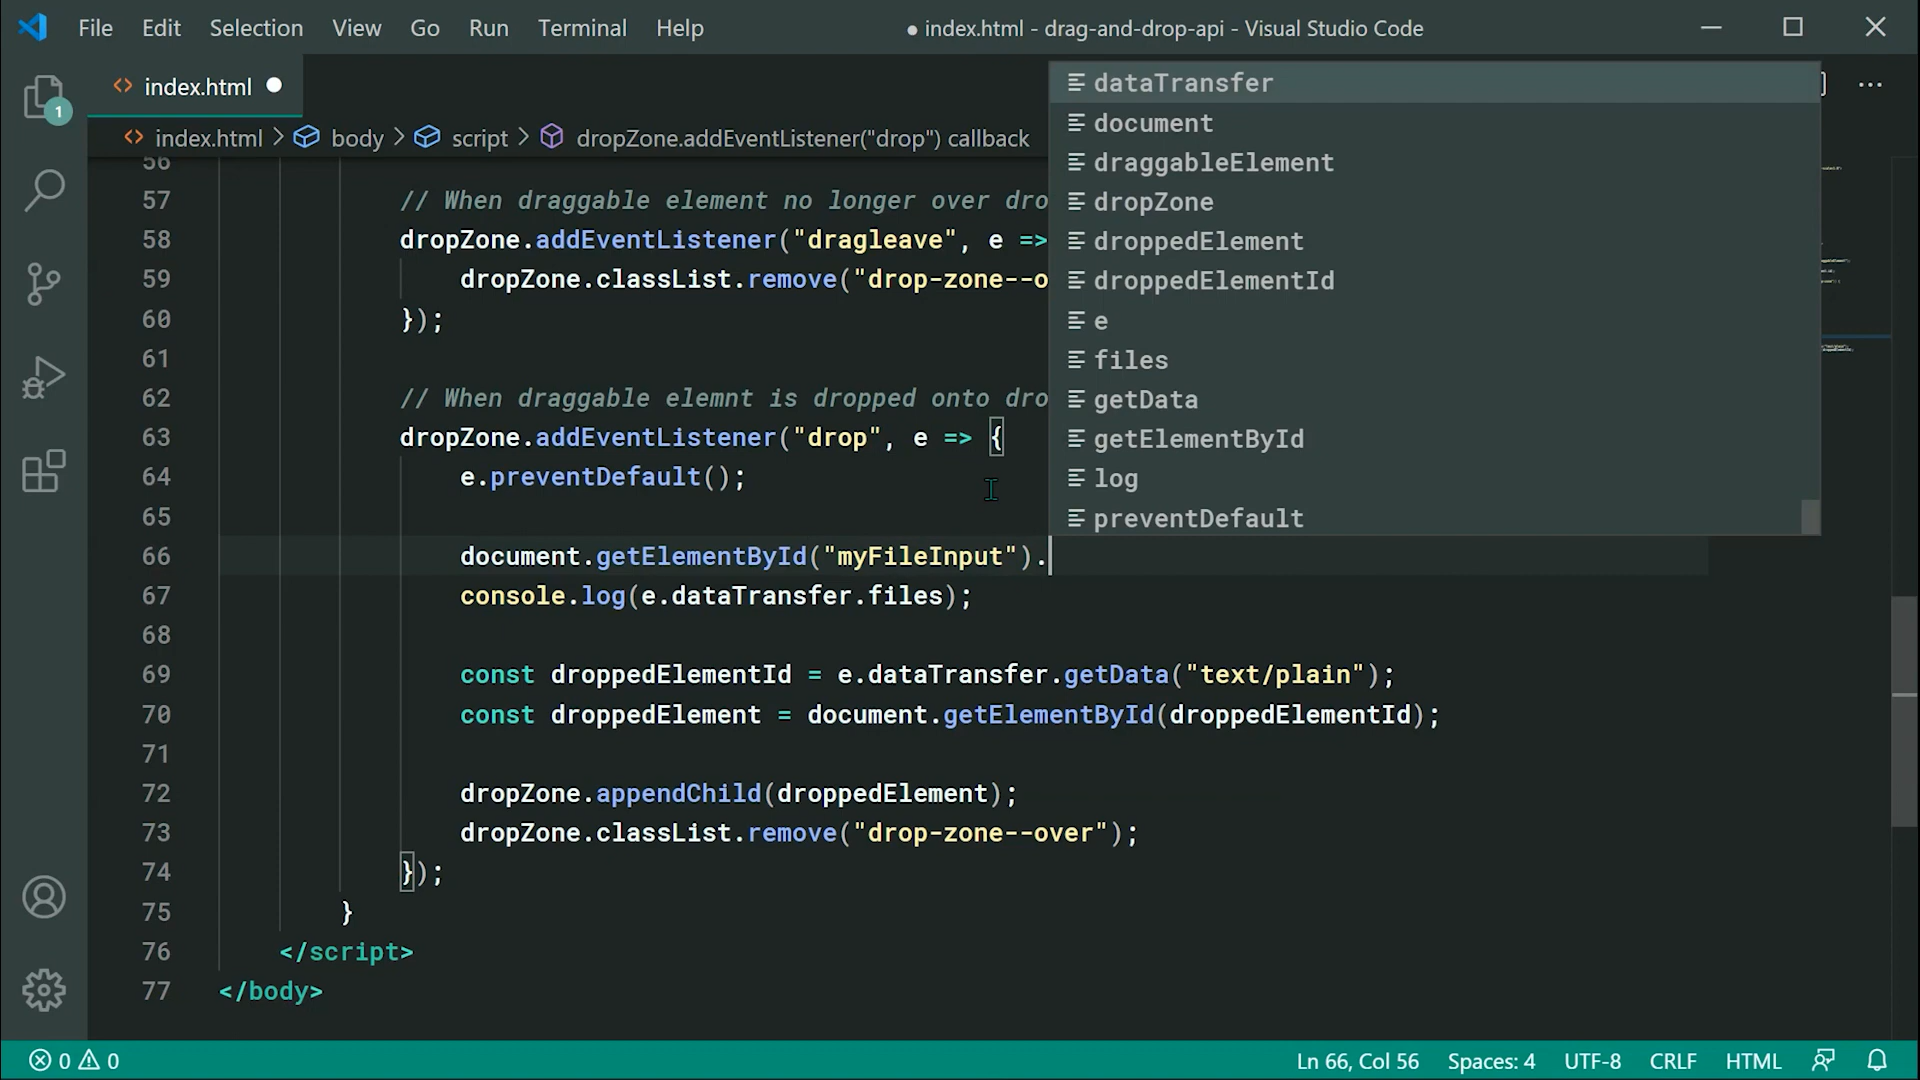 File Edit Selection View Go Run Terminal Help
● index.html - drag-and-drop-api - Visual Studio Code
1
<> index.html ●
<> index.html > body > script > dropZone.addEventListener("drop") callback
dataTransfer
document
draggableElement
dropZone
droppedElement
droppedElementId
e
files
getData
getElementById
log
preventDefault
56
57 // When draggable element no longer over dro
58 dropZone.addEventListener("dragleave", e =>
59 dropZone.classList.remove("drop-zone--o
60 });
61
62 // When draggable elemnt is dropped onto dro
63 dropZone.addEventListener("drop", e => {
64 e.preventDefault();
65
66 document.getElementById("myFileInput").
67 console.log(e.dataTransfer.files);
68
69 const droppedElementId = e.dataTransfer.getData("text/plain");
70 const droppedElement = document.getElementById(droppedElementId);
71
72 dropZone.appendChild(droppedElement);
73 dropZone.classList.remove("drop-zone--over");
74 });
75 }
76 </script>
77 </body>
0 0 Ln 66, Col 56 Spaces: 4 UTF-8 CRLF HTML